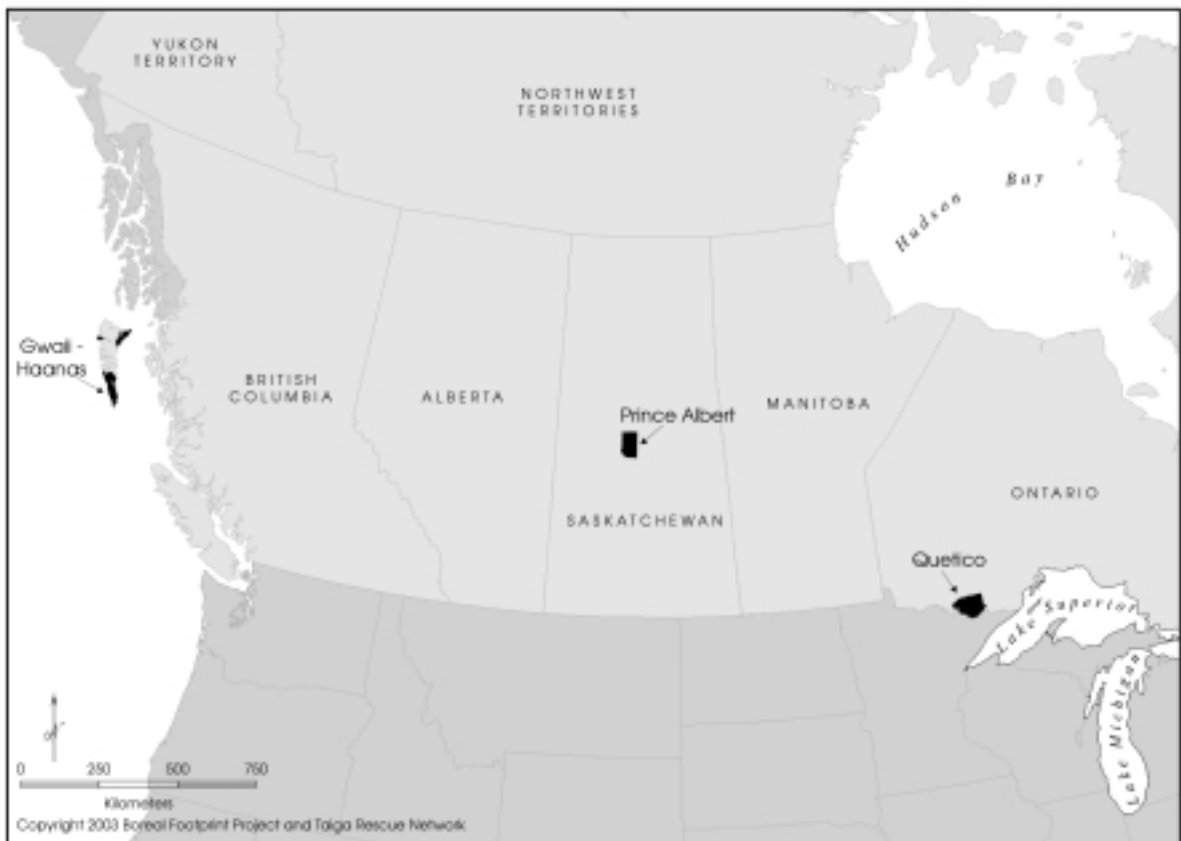 YUKON
TERRITORY
NORTHWEST
TERRITORIES
Hudson Bay
Gwaii -
Haanas
BRITISH
COLUMBIA
ALBERTA
Prince Albert
MANITOBA
SASKATCHEWAN
ONTARIO
Quetico
Lake Superior
Lake Michigan
N
0 250 500 750
Kilometers
Copyright 2003 Boreal Footprint Project and Taiga Rescue Network